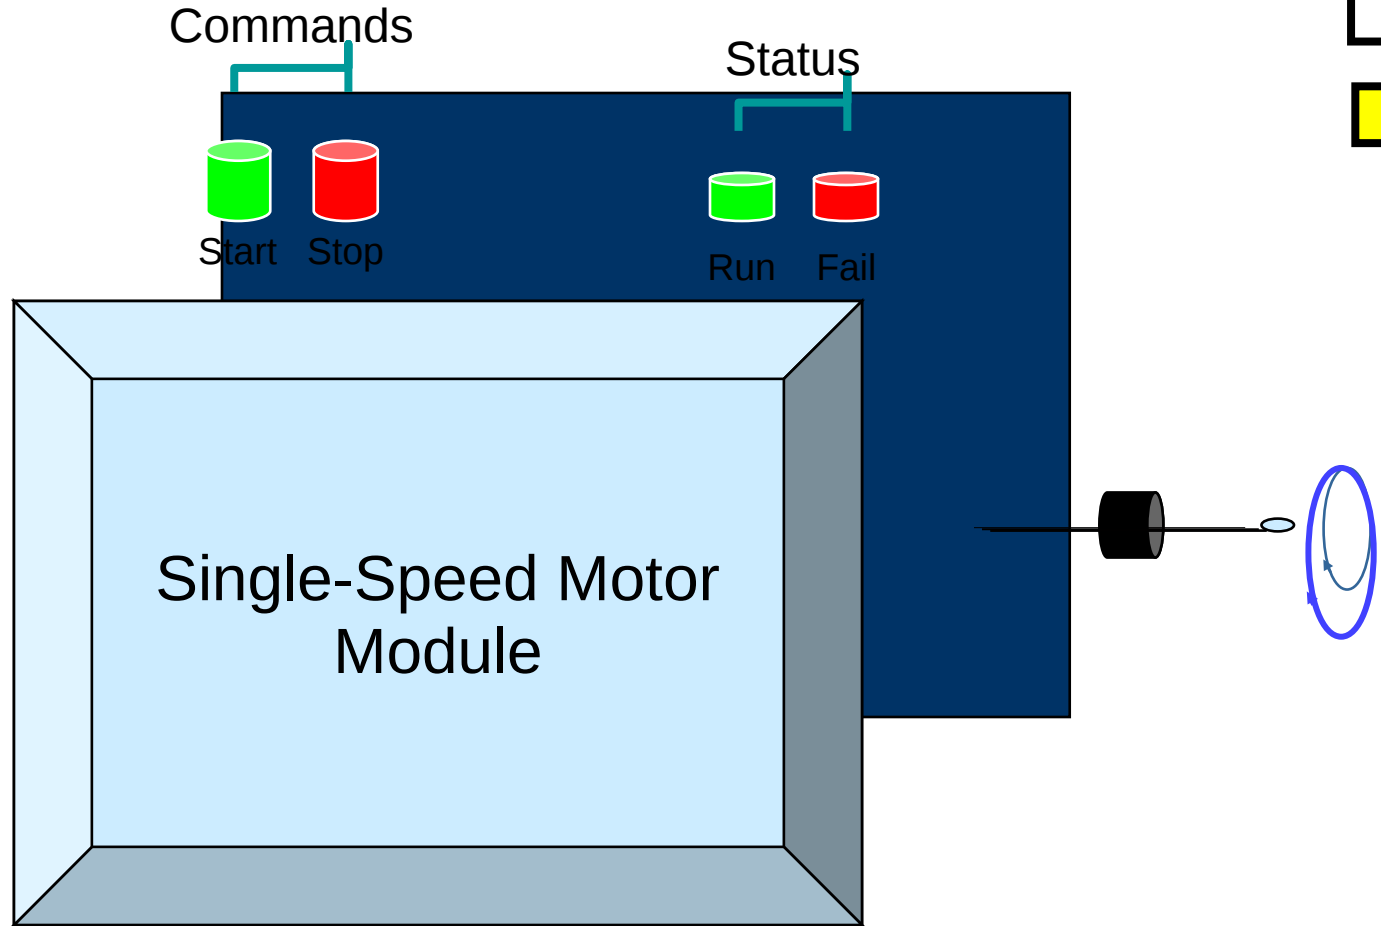 Commands
Status
Start Stop
Run Fail
Single-Speed Motor
Module